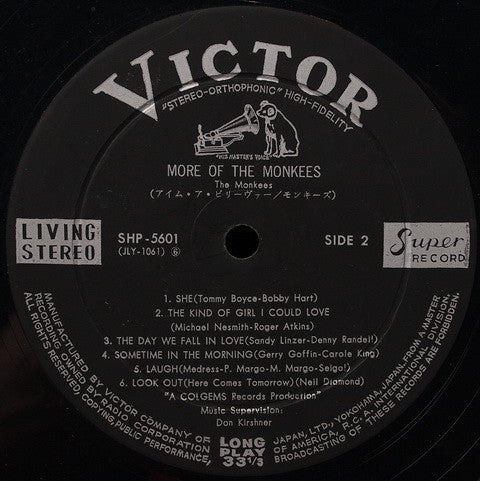 VICTOR
"STEREO-ORTHOPHONIC" HIGH-FIDELITY
"HIS MASTER'S VOICE"
MORE OF THE MONKEES
The Monkees
(アイム・ア・ビリーヴァー/モンキーズ)
LIVING STEREO
SHP-5601
(JLY-1061) Ⓑ
SIDE 2
Super RECORD
1. SHE(Tommy Boyce-Bobby Hart)
2. THE KIND OF GIRL I COULD LOVE
(Michael Nesmith-Roger Atkins)
3. THE DAY WE FALL IN LOVE(Sandy Linzer-Denny Randel!)
4. SOMETIME IN THE MORNING(Gerry Goffin-Carole King)
5. LAUGH(Medress-P. Margo-M. Margo-Selga!)
6. LOOK OUT(Here Comes Tomorrow)(Neil Diamond)
"A COLGEMS Records Production"
Music Supervision:
Don Kirshner
LONG PLAY 33 1/3
MANUFACTURED BY VICTOR COMPANY OF JAPAN, LTD., YOKOHAMA, JAPAN, FROM A MASTER
RECORDING OWNED BY RADIO CORPORATION OF AMERICA, R.C.A. INTERNATIONAL DIVISION.
ALL RIGHTS RESERVED, COPYING, PUBLIC PERFORMANCE, BROADCASTING OF THESE RECORDS ARE FORBIDDEN.